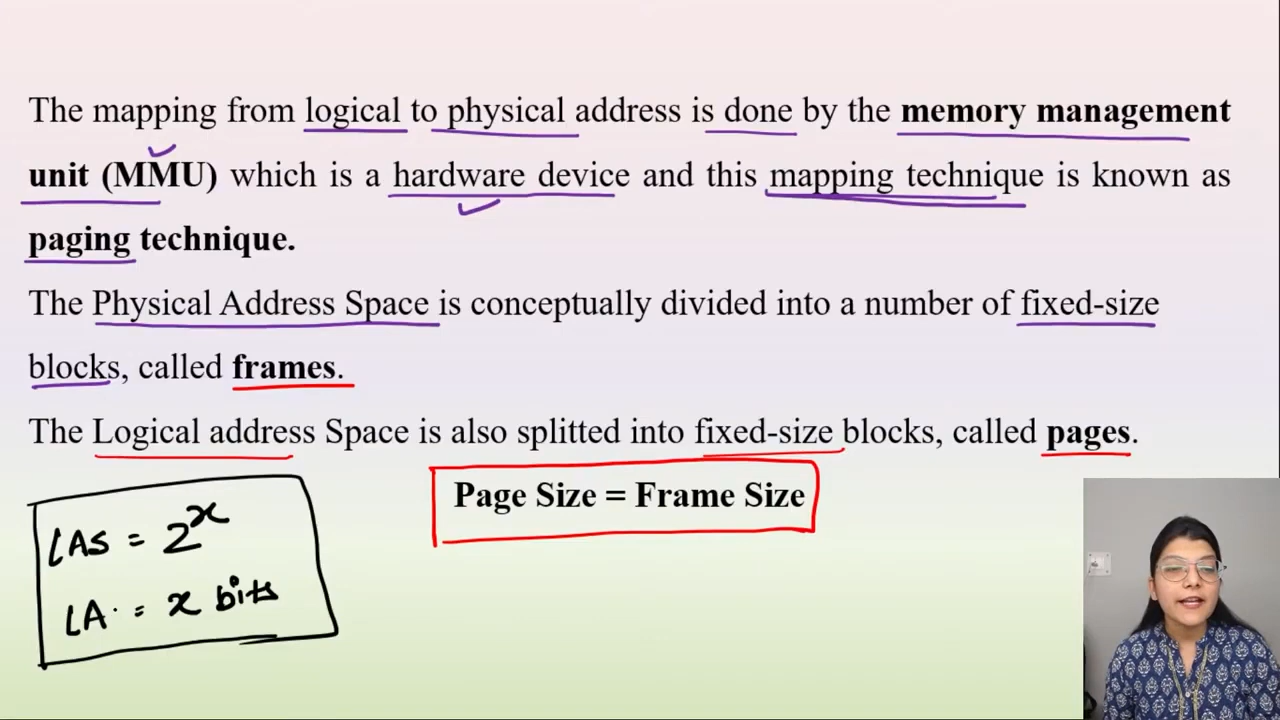 The mapping from logical to physical address is done by the memory management
unit (MMU) which is a hardware device and this mapping technique is known as
paging technique.
The Physical Address Space is conceptually divided into a number of fixed-size
blocks, called frames.
The Logical address Space is also splitted into fixed-size blocks, called pages.
Page Size = Frame Size
LAS = 2^x
LA = x bits